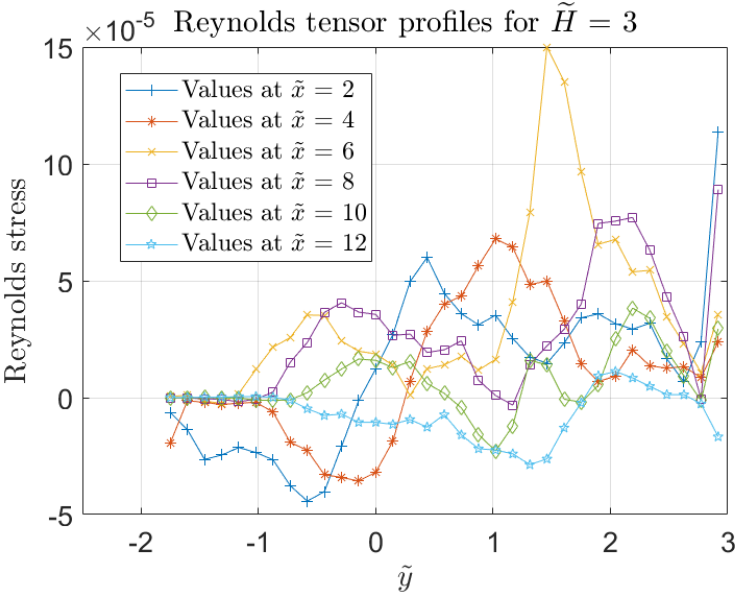 ×10⁻⁵ Reynolds tensor profiles for H̃ = 3
15
10
5
0
-5
Reynolds stress
Values at x̃ = 2
Values at x̃ = 4
Values at x̃ = 6
Values at x̃ = 8
Values at x̃ = 10
Values at x̃ = 12
-2 -1 0 1 2 3
ỹ